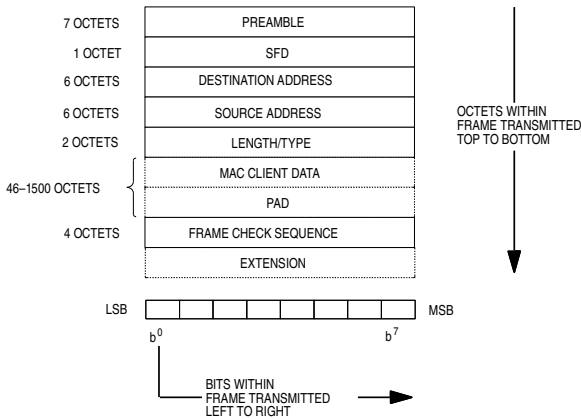 7 OCTETS PREAMBLE
1 OCTET SFD
6 OCTETS DESTINATION ADDRESS
6 OCTETS SOURCE ADDRESS
2 OCTETS LENGTH/TYPE
46–1500 OCTETS MAC CLIENT DATA
PAD
4 OCTETS FRAME CHECK SEQUENCE
EXTENSION
OCTETS WITHIN
FRAME TRANSMITTED
TOP TO BOTTOM
LSB MSB
b0 b7
BITS WITHIN
FRAME TRANSMITTED
LEFT TO RIGHT